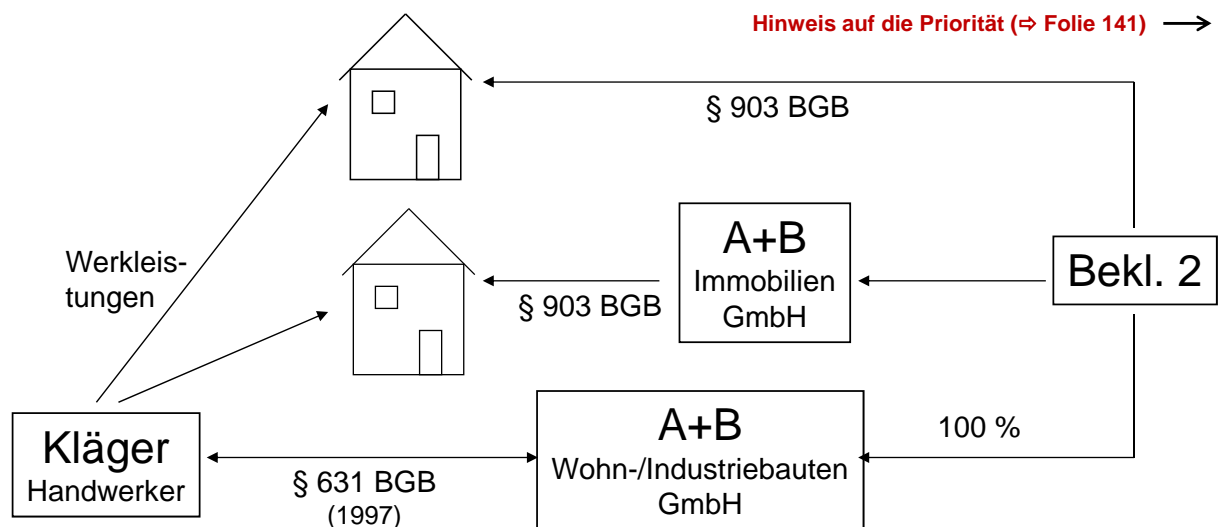 Hinweis auf die Priorität (⇨ Folie 141)
§ 903 BGB
Werkleis-
tungen
§ 903 BGB
A+B
Immobilien
GmbH
Bekl. 2
Kläger
Handwerker
§ 631 BGB
(1997)
A+B
Wohn-/Industriebauten
GmbH
100 %